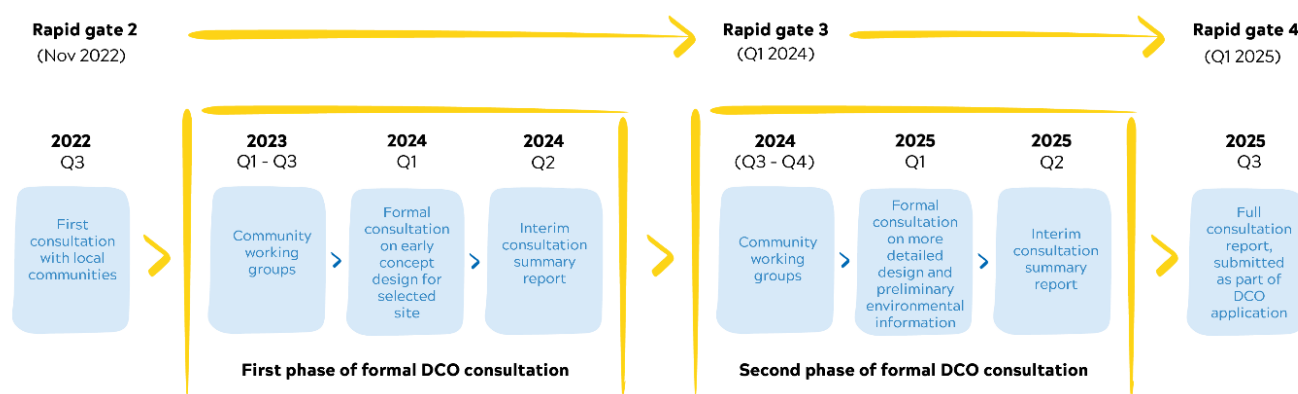 Rapid gate 2
(Nov 2022)
Rapid gate 3
(Q1 2024)
Rapid gate 4
(Q1 2025)
2022
Q3
First
consultation
with local
communities
2023
Q1 - Q3
Community
working
groups
2024
Q1
Formal
consultation
on early
concept
design for
selected
site
2024
Q2
Interim
consultation
summary
report
First phase of formal DCO consultation
2024
(Q3 - Q4)
Community
working
groups
2025
Q1
Formal
consultation
on more
detailed
design and
preliminary
environmental
information
2025
Q2
Interim
consultation
summary
report
Second phase of formal DCO consultation
2025
Q3
Full
consultation
report,
submitted
as part of
DCO
application